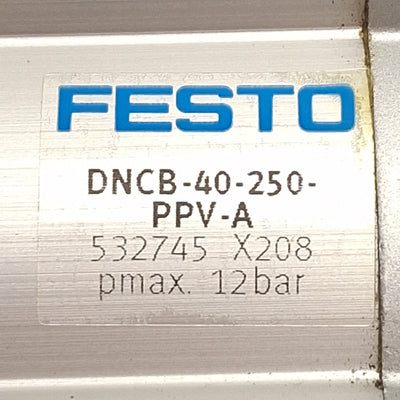 FESTO
DNCB-40-250-
PPV-A
532745 X208
pmax. 12bar